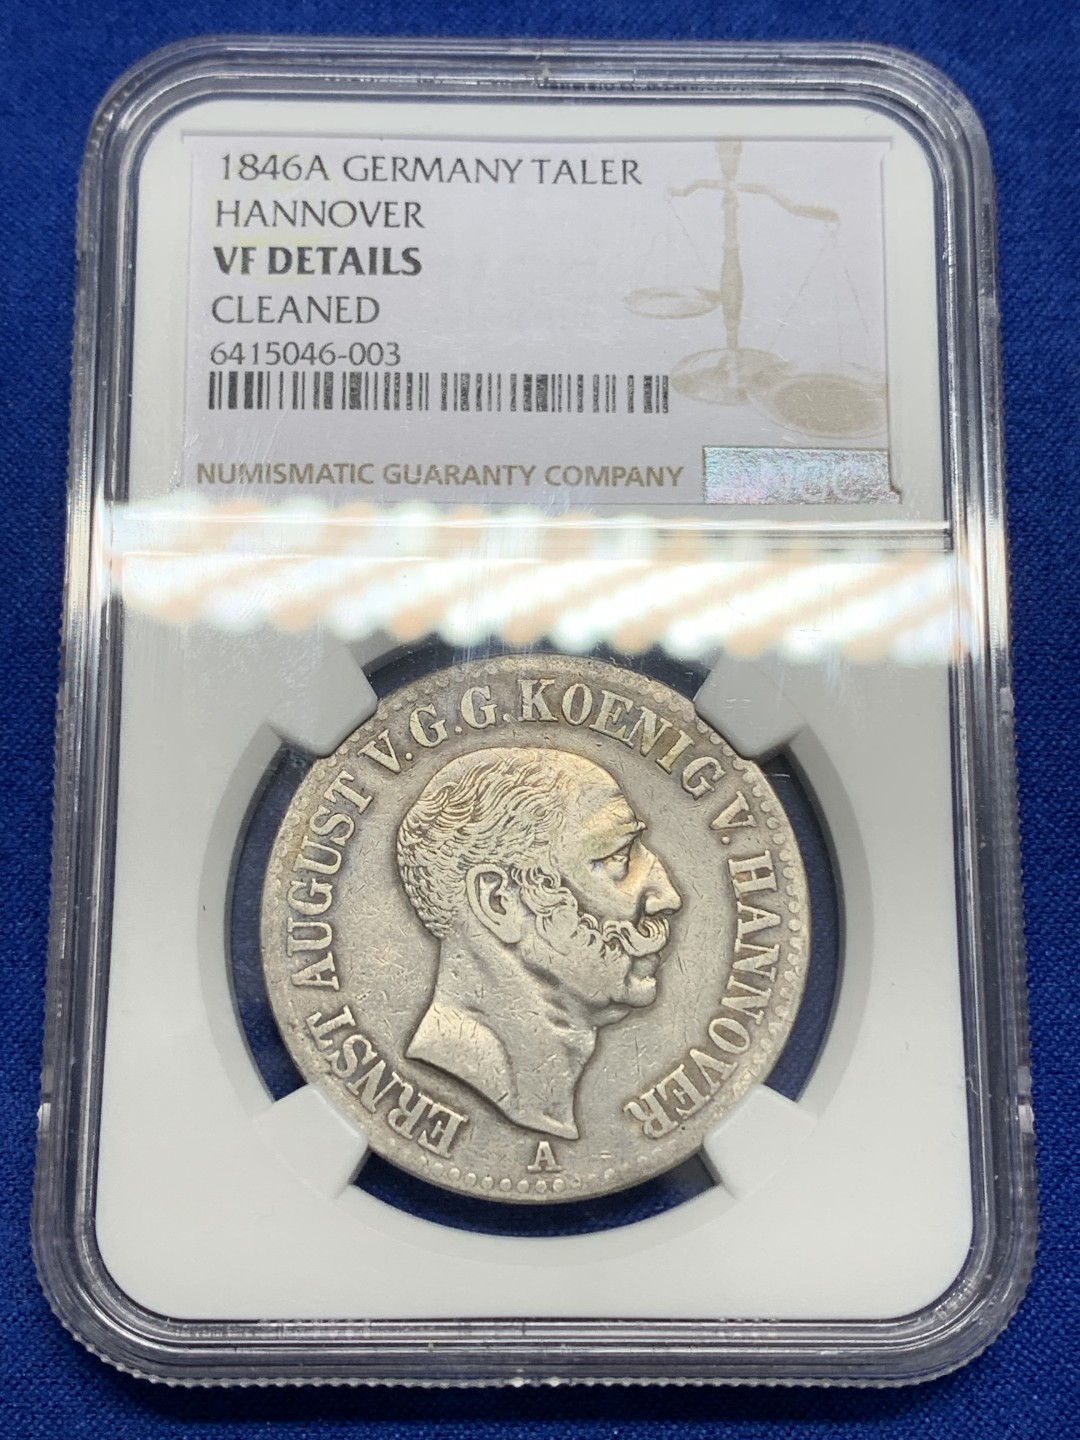 1846A GERMANY TALER
HANNOVER
VF DETAILS
CLEANED
6415046-003
NUMISMATIC GUARANTY COMPANY
ERNST AUGUST V. G. G. KOENIG V. HANNOVER
A